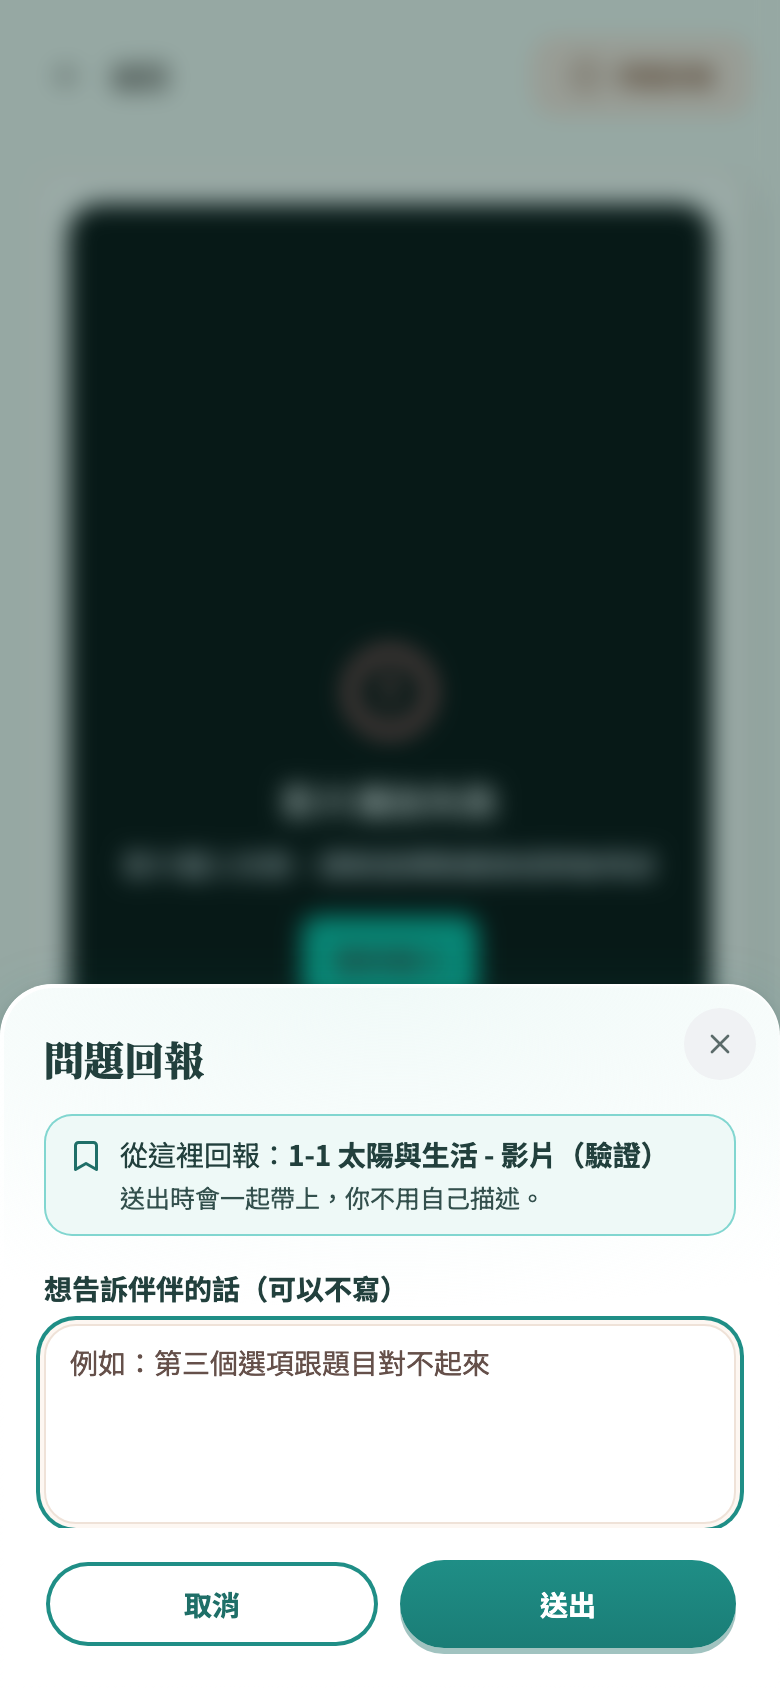 問題回報
從這裡回報：1-1 太陽與生活 - 影片（驗證）
送出時會一起帶上，你不用自己描述。
想告訴伴伴的話（可以不寫）
例如：第三個選項跟題目對不起來
取消
送出